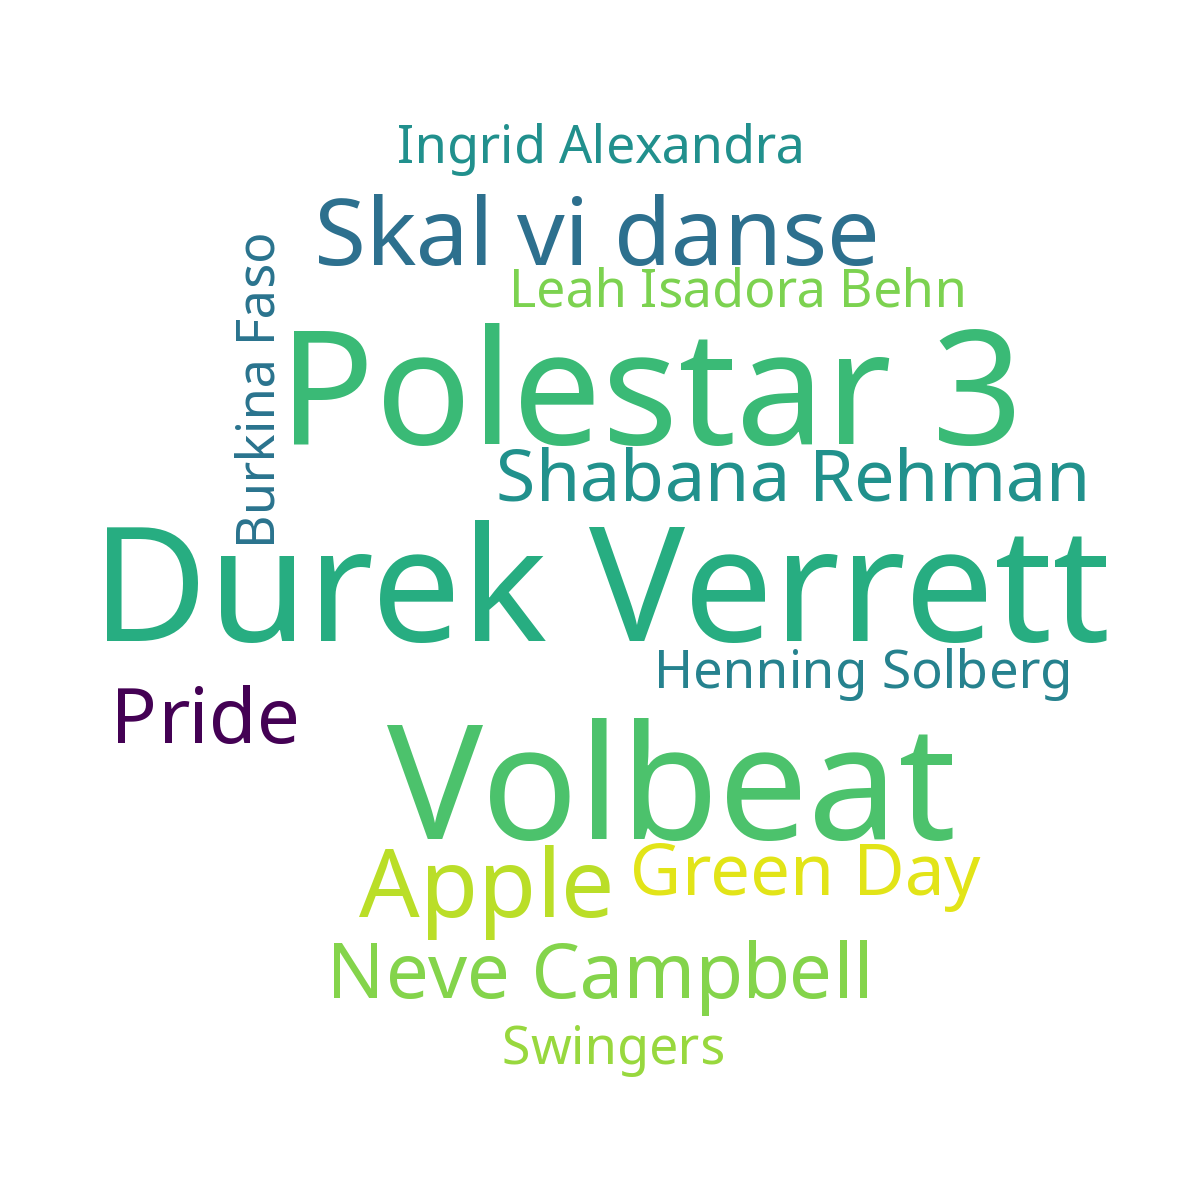 Ingrid Alexandra
Skal vi danse
Leah Isadora Behn
Burkina Faso
Polestar 3
Shabana Rehman
Durek Verrett
Henning Solberg
Pride
Volbeat
Apple
Green Day
Neve Campbell
Swingers